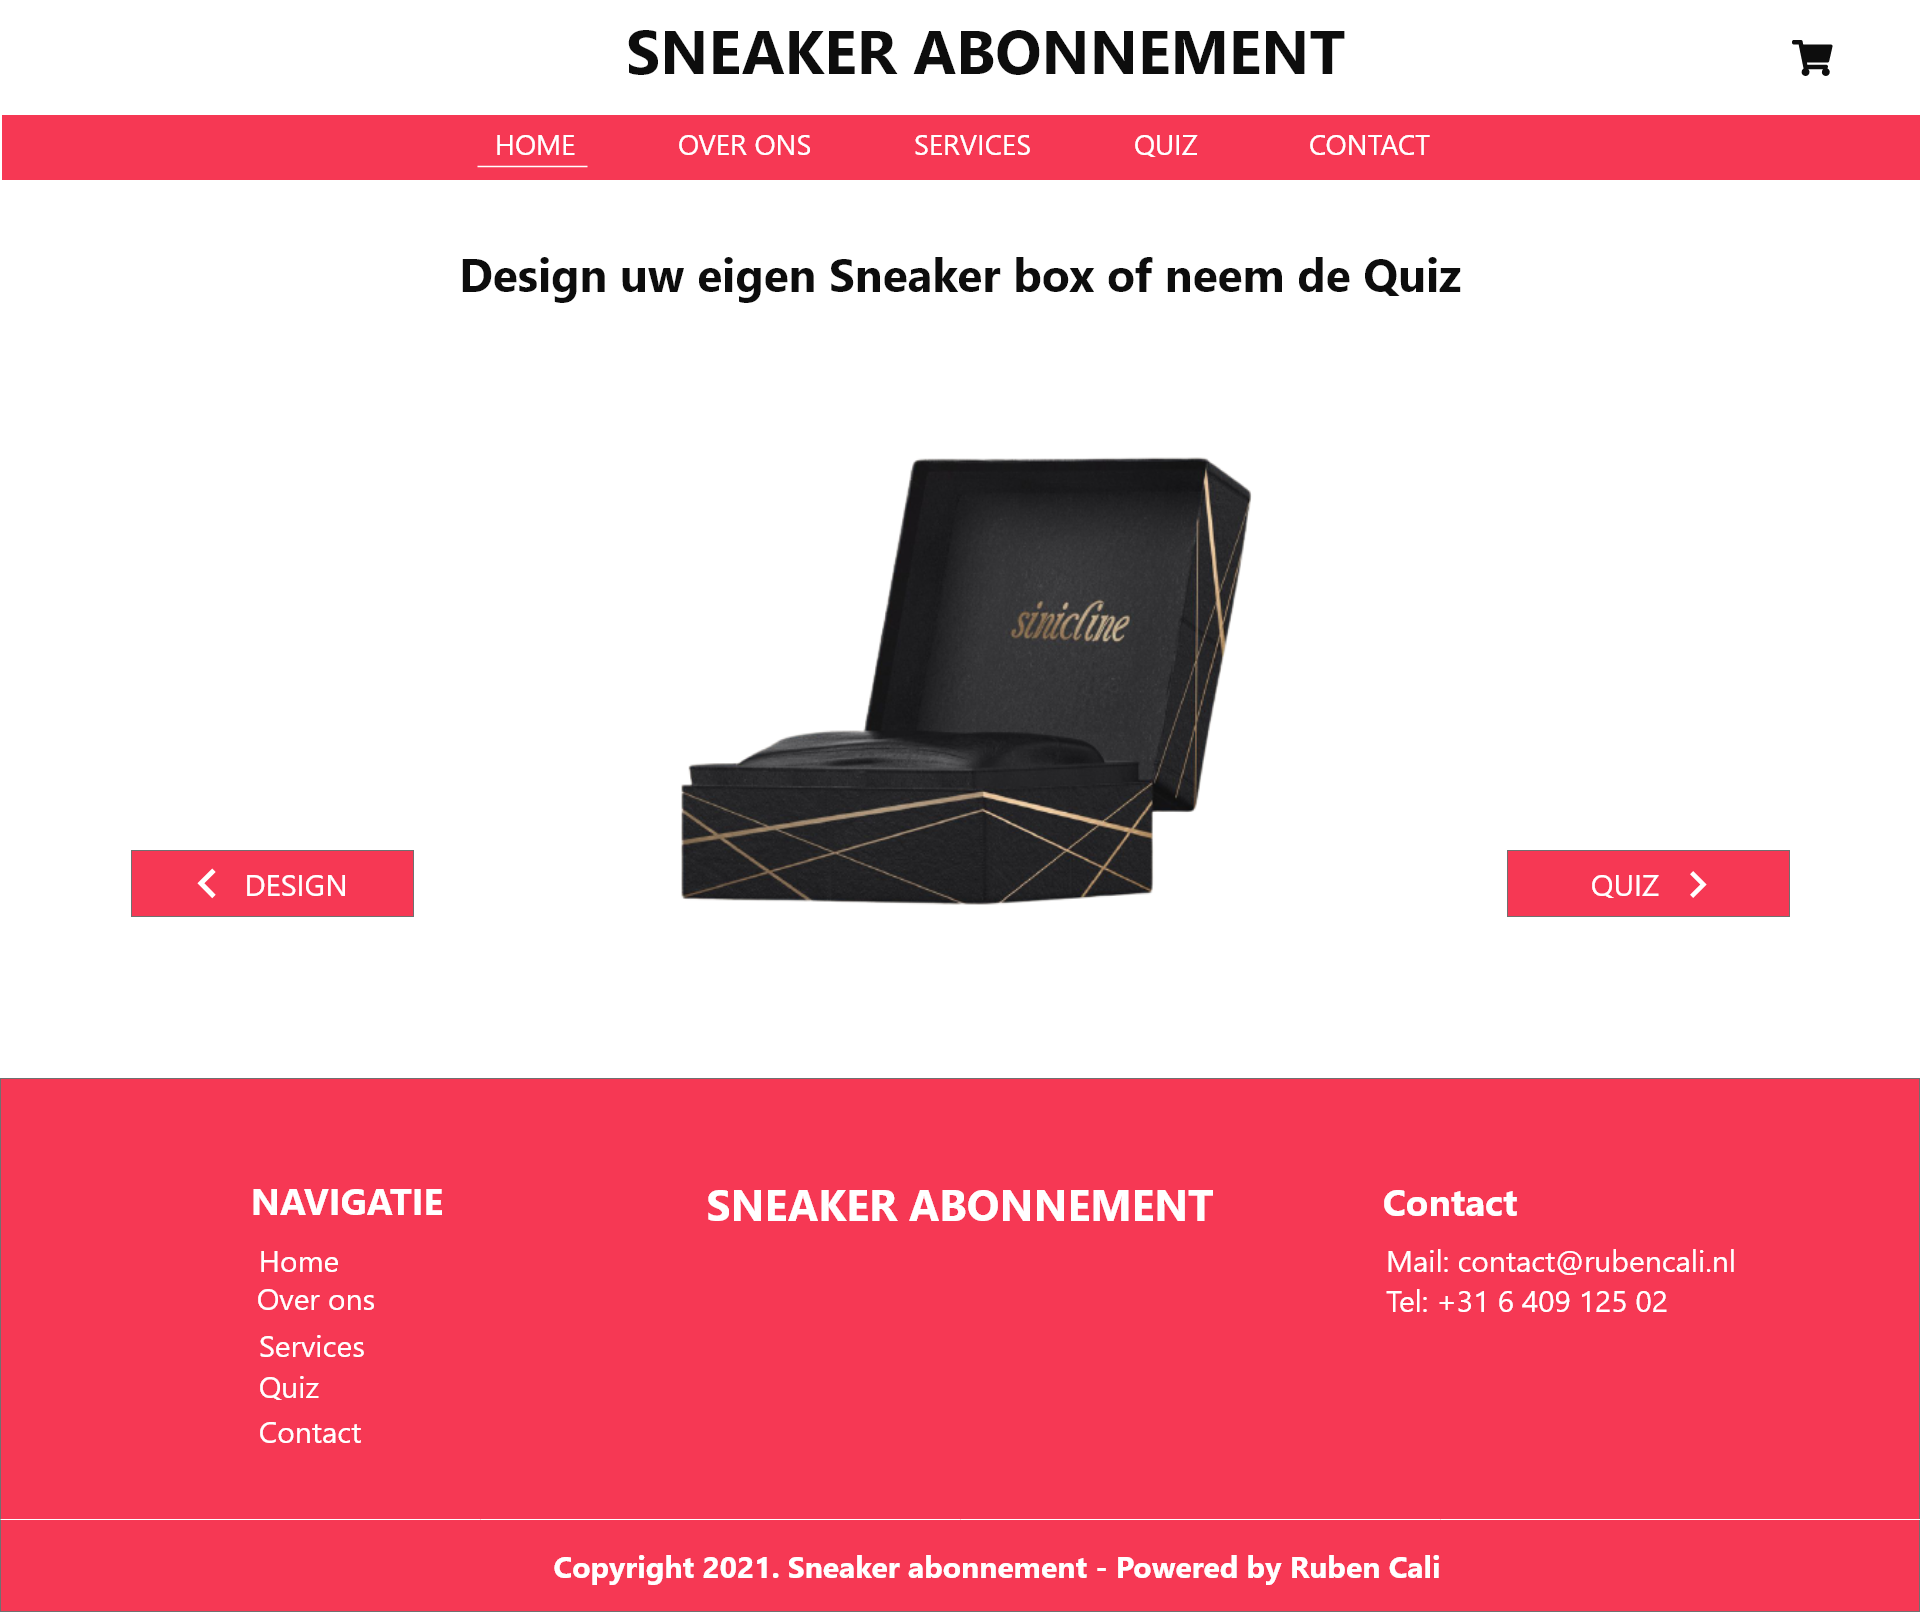 SNEAKER ABONNEMENT
HOME OVER ONS SERVICES QUIZ CONTACT
Design uw eigen Sneaker box of neem de Quiz
sinicline
DESIGN
QUIZ
NAVIGATIE
Home
Over ons
Services
Quiz
Contact
SNEAKER ABONNEMENT
Contact
Mail: contact@rubencali.nl
Tel: +31 6 409 125 02
Copyright 2021. Sneaker abonnement - Powered by Ruben Cali